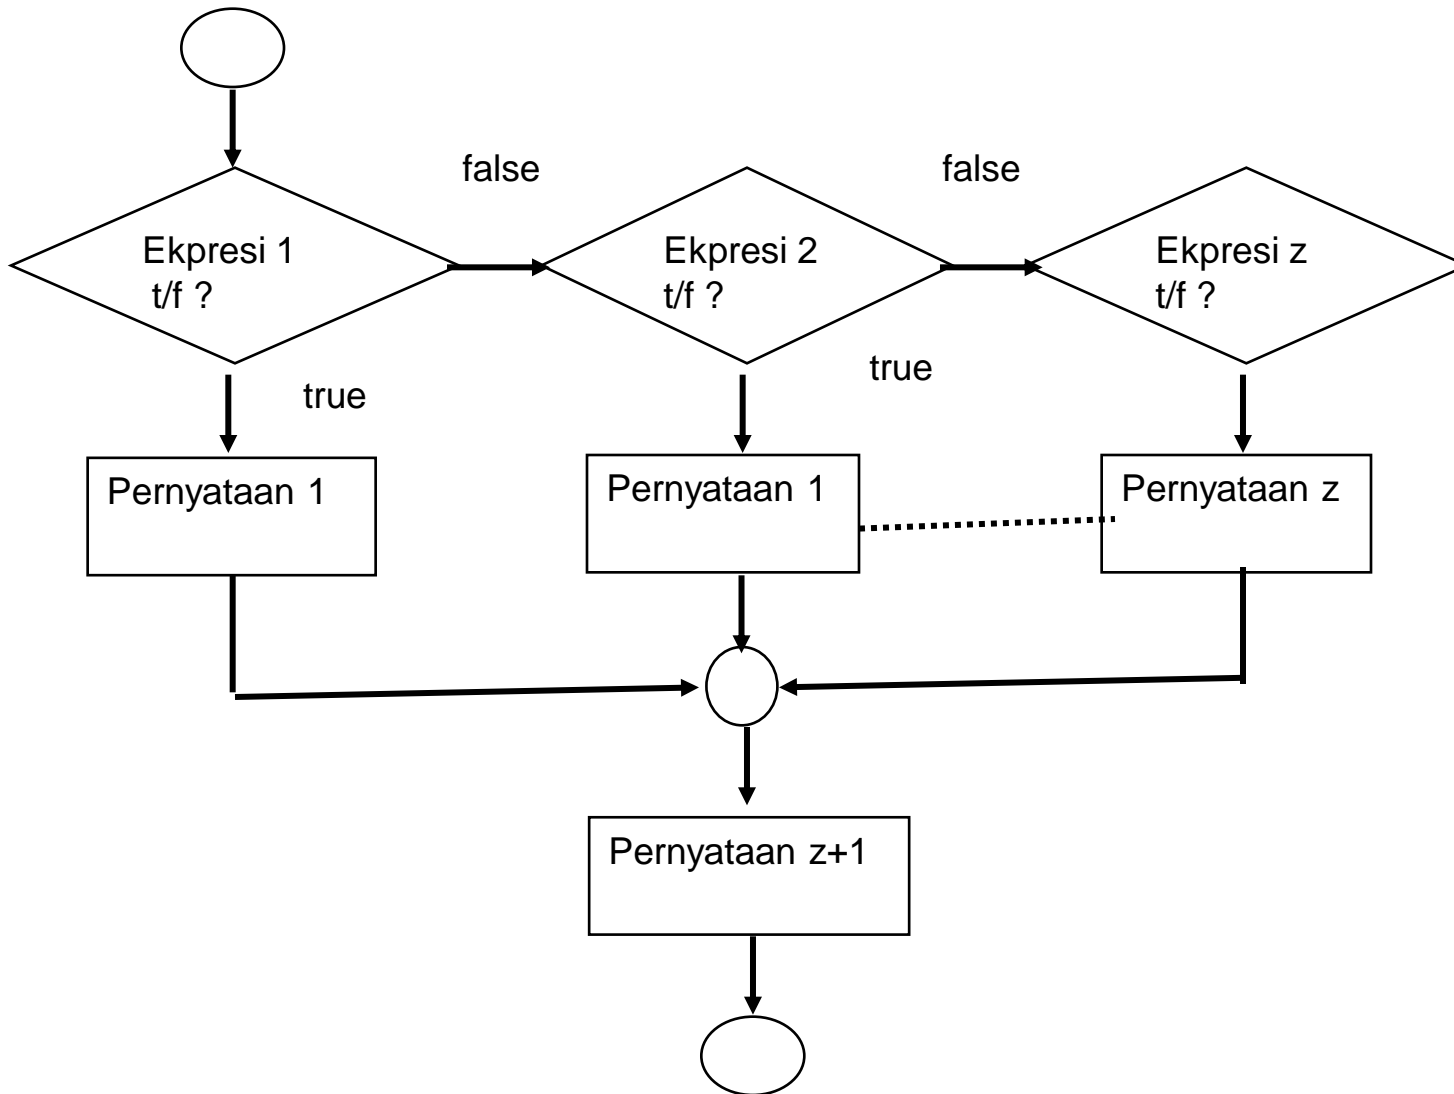 false
false
Ekpresi 1
t/f ?
Ekpresi 2
t/f ?
Ekpresi z
t/f ?
true
true
Pernyataan 1
Pernyataan 1
Pernyataan z
Pernyataan z+1